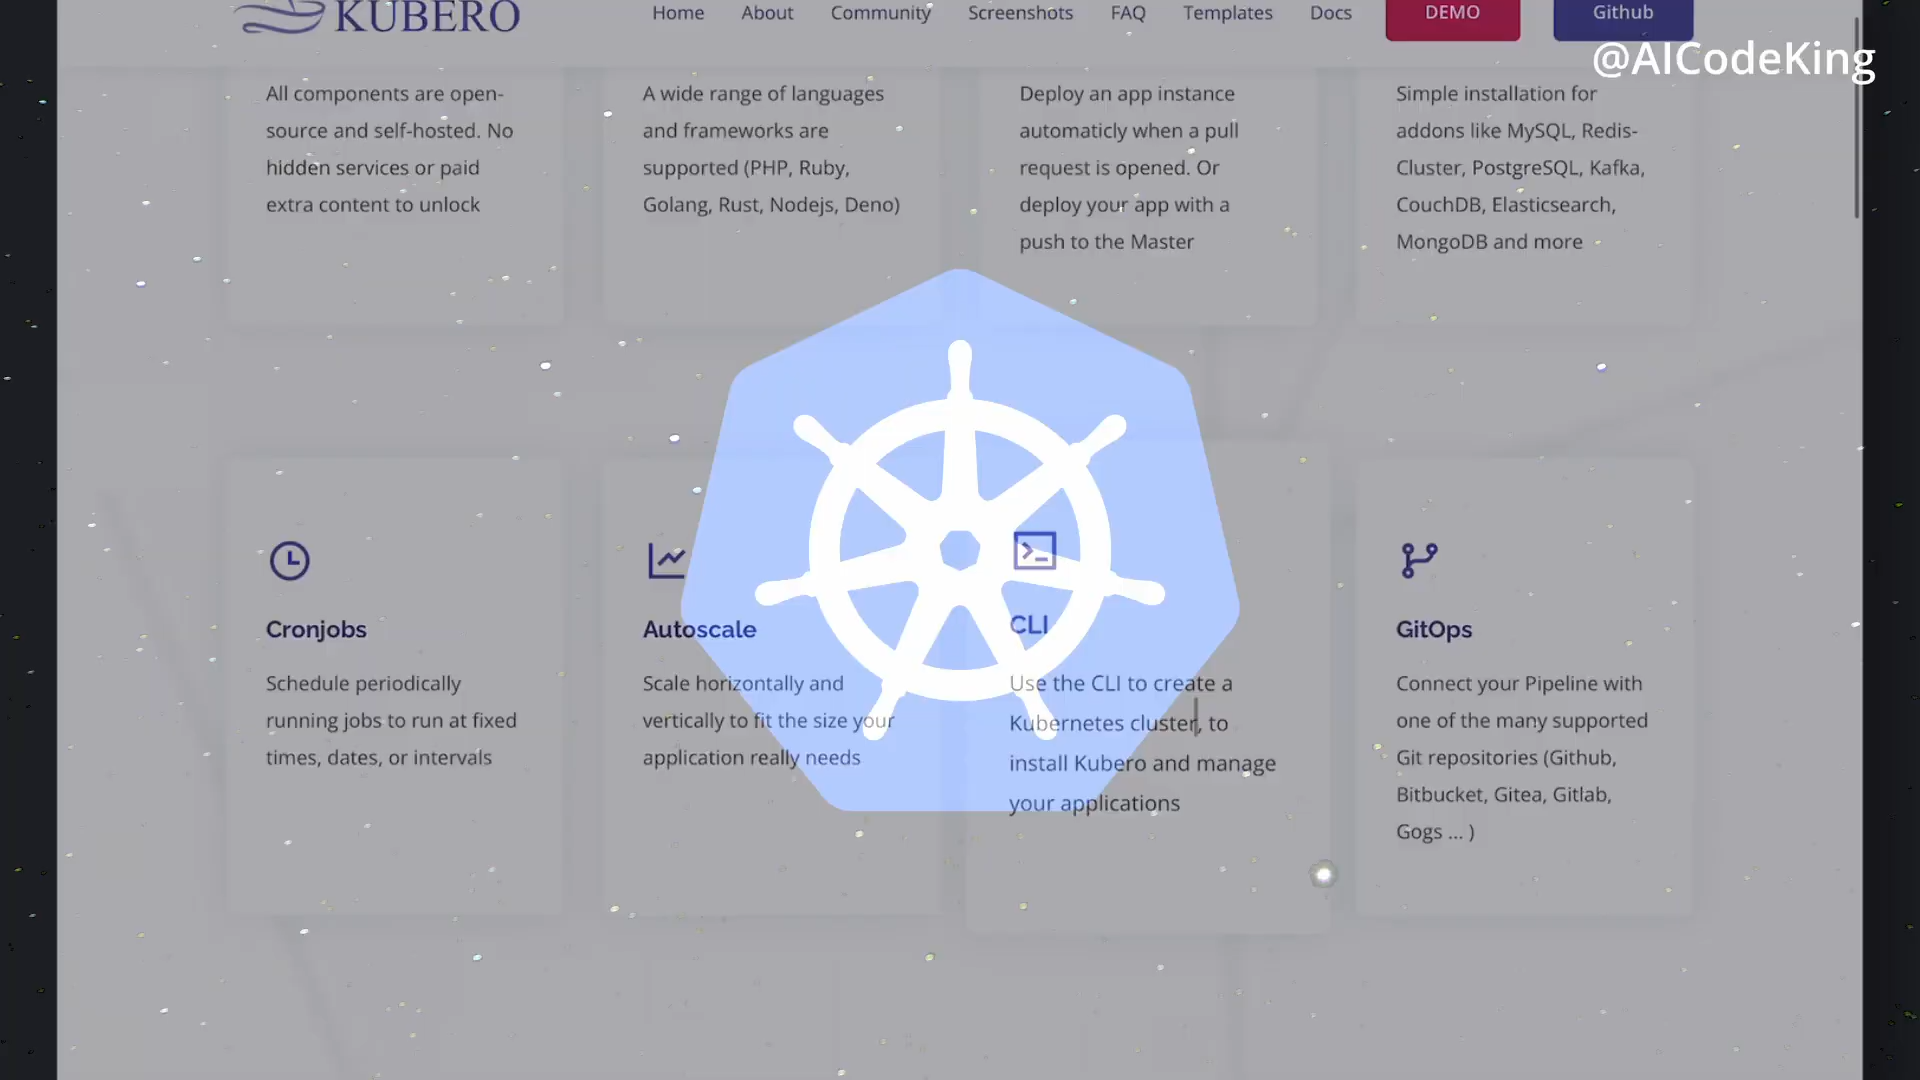 KUBERO
Home
About
Community
Screenshots
FAQ
Templates
Docs
DEMO
Github
@AICodeKing
All components are open-
source and self-hosted. No
hidden services or paid
extra content to unlock
A wide range of languages
and frameworks are
supported (PHP, Ruby,
Golang, Rust, Nodejs, Deno)
Deploy an app instance
automaticly when a pull
request is opened. Or
deploy your app with a
push to the Master
Simple installation for
addons like MySQL, Redis-
Cluster, PostgreSQL, Kafka,
CouchDB, Elasticsearch,
MongoDB and more
Cronjobs
Schedule periodically
running jobs to run at fixed
times, dates, or intervals
Autoscale
Scale horizontally and
vertically to fit the size your
application really needs
CLI
Use the CLI to create a
Kubernetes cluster, to
install Kubero and manage
your applications
GitOps
Connect your Pipeline with
one of the many supported
Git repositories (Github,
Bitbucket, Gitea, Gitlab,
Gogs ... )